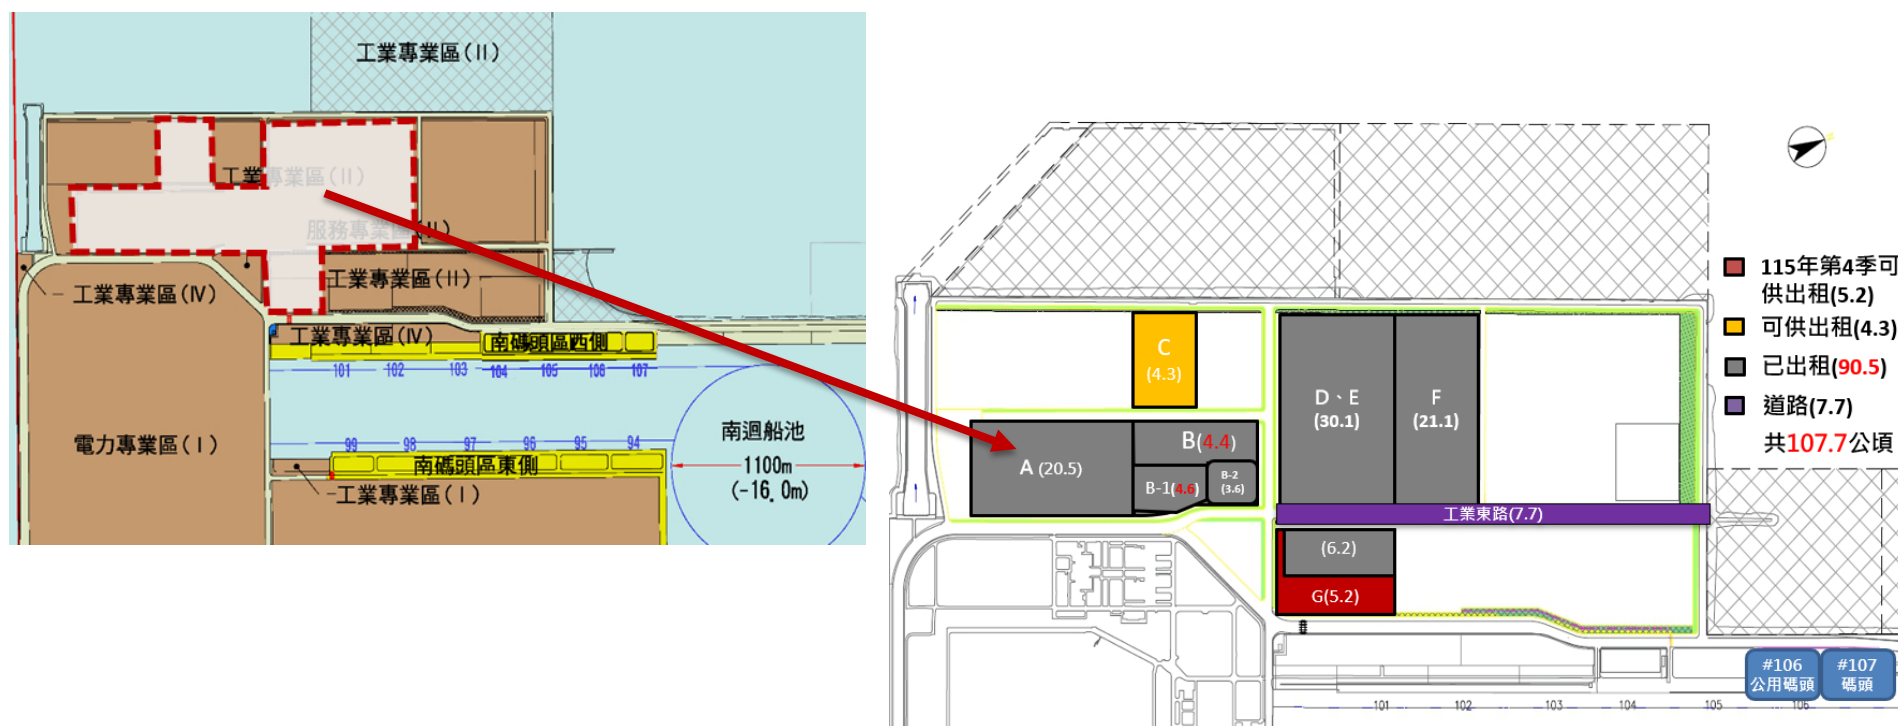 工業專業區(II)
工業專業區(II)
服務專業區(II)
工業專業區(II)
工業專業區(IV)
工業專業區(IV)
南碼頭區西側
101 102 103 104 105 106 107
電力專業區(I)
99 98 97 96 95 94
南碼頭區東側
工業專業區(I)
南迴船池
1100m
(-16.0m)
C
(4.3)
A (20.5)
B(4.4)
B-1(4.6)
B-2
(3.6)
D、E
(30.1)
F
(21.1)
工業東路(7.7)
(6.2)
G(5.2)
115年第4季可
供出租(5.2)
可供出租(4.3)
已出租(90.5)
道路(7.7)
共107.7公頃
#106
公用碼頭
#107
碼頭
101 102 103 104 105 106